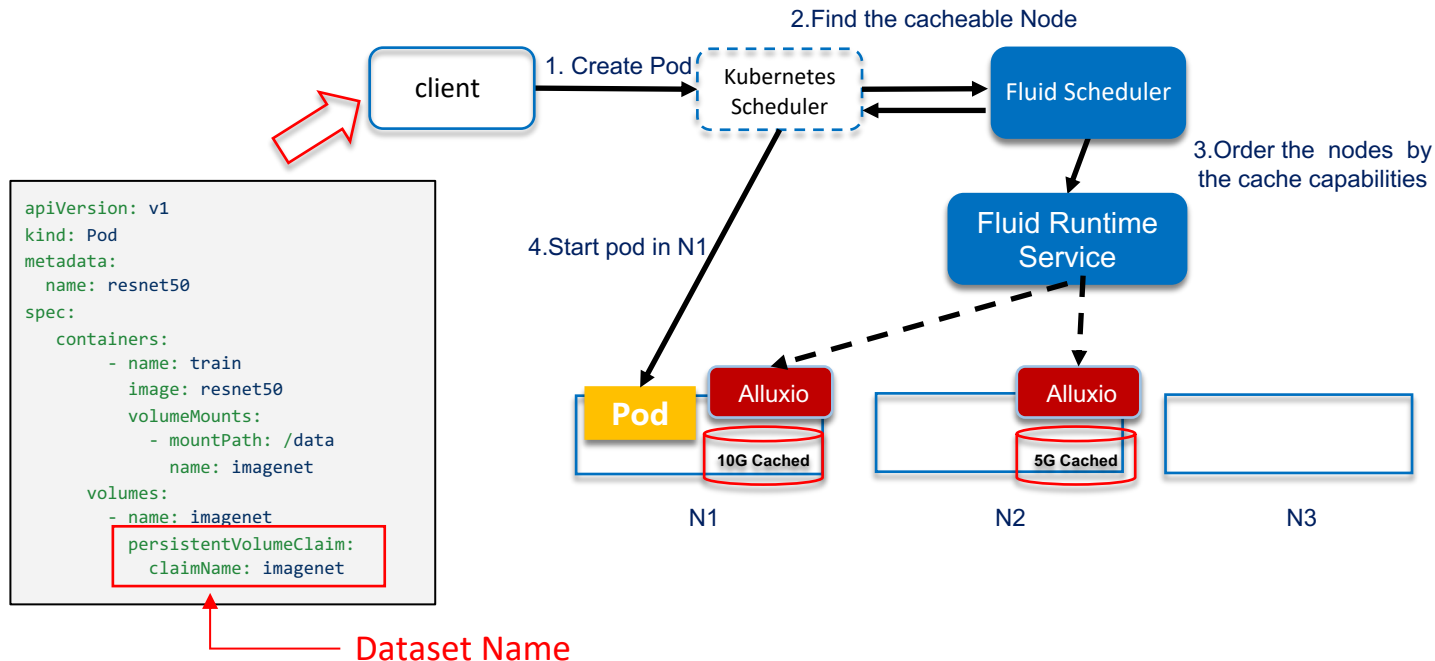 2.Find the cacheable Node
client
1. Create Pod
Kubernetes
Scheduler
Fluid Scheduler
3.Order the nodes by
the cache capabilities
apiVersion: v1
kind: Pod
metadata:
  name: resnet50
spec:
   containers:
        - name: train
          image: resnet50
          volumeMounts:
            - mountPath: /data
              name: imagenet
      volumes:
        - name: imagenet
          persistentVolumeClaim:
            claimName: imagenet
Fluid Runtime
Service
4.Start pod in N1
Pod
Alluxio
10G Cached
Alluxio
5G Cached
N1
N2
N3
Dataset Name